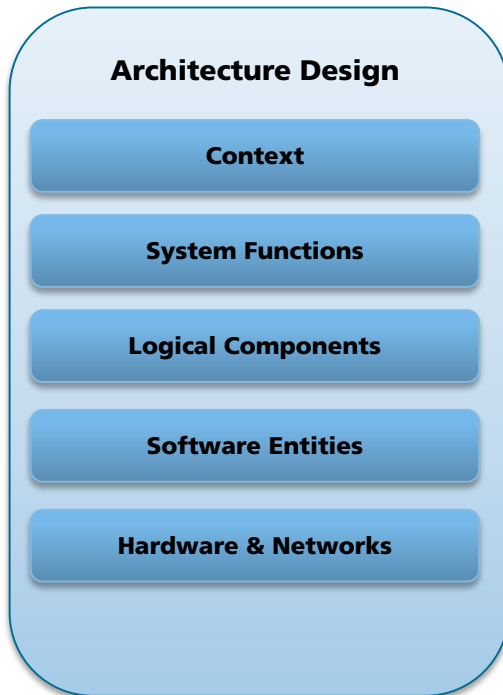 Architecture Design
Context
System Functions
Logical Components
Software Entities
Hardware & Networks